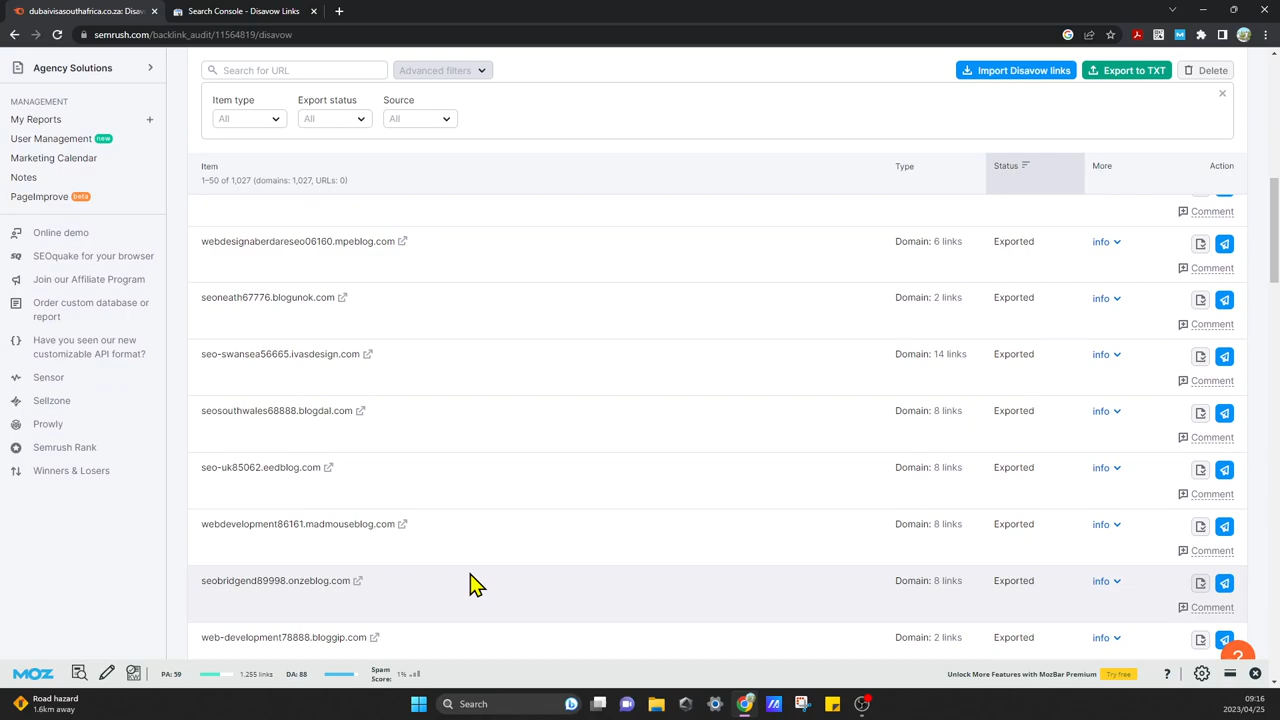 dubaivisasouthafrica.co.za: Disav
Search Console - Disavow Links
semrush.com/backlink_audit/11564819/disavow
Agency Solutions
MANAGEMENT
My Reports
User Management new
Marketing Calendar
Notes
PageImprove beta
Online demo
SEOquake for your browser
Join our Affiliate Program
Order custom database or
report
Have you seen our new
customizable API format?
Sensor
Sellzone
Prowly
Semrush Rank
Winners & Losers
Search for URL
Advanced filters
Import Disavow links
Export to TXT
Delete
Item type
Export status
Source
All
All
All
Item
Type
Status
More
Action
1–50 of 1,027 (domains: 1,027, URLs: 0)
Comment
webdesignaberdareseo06160.mpeblog.com
Domain: 6 links
Exported
info
Comment
seoneath67776.blogunok.com
Domain: 2 links
Exported
info
Comment
seo-swansea56665.ivasdesign.com
Domain: 14 links
Exported
info
Comment
seosouthwales68888.blogdal.com
Domain: 8 links
Exported
info
Comment
seo-uk85062.eedblog.com
Domain: 8 links
Exported
info
Comment
webdevelopment86161.madmouseblog.com
Domain: 8 links
Exported
info
Comment
seobridgend89998.onzeblog.com
Domain: 8 links
Exported
info
Comment
web-development78888.bloggip.com
Domain: 2 links
Exported
info
?
MOZ
PA: 59
1,255 links
DA: 88
Spam
Score:
1%
Unlock More Features with MozBar Premium
Try free
?
Road hazard
1.6km away
Search
09:16
2023/04/25